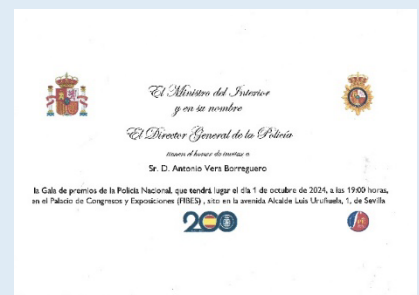 El Ministro del Interior
y en su nombre
El Director General de la Policía
tienen el honor de invitar a
Sr. D. Antonio Vera Borreguero
la Gala de premios de la Policía Nacional, que tendrá lugar el día 1 de octubre de 2024, a las 19:00 horas,
en el Palacio de Congresos y Exposiciones (FIBES) , sito en la avenida Alcalde Luis Uruñuela, 1, de Sevilla
200